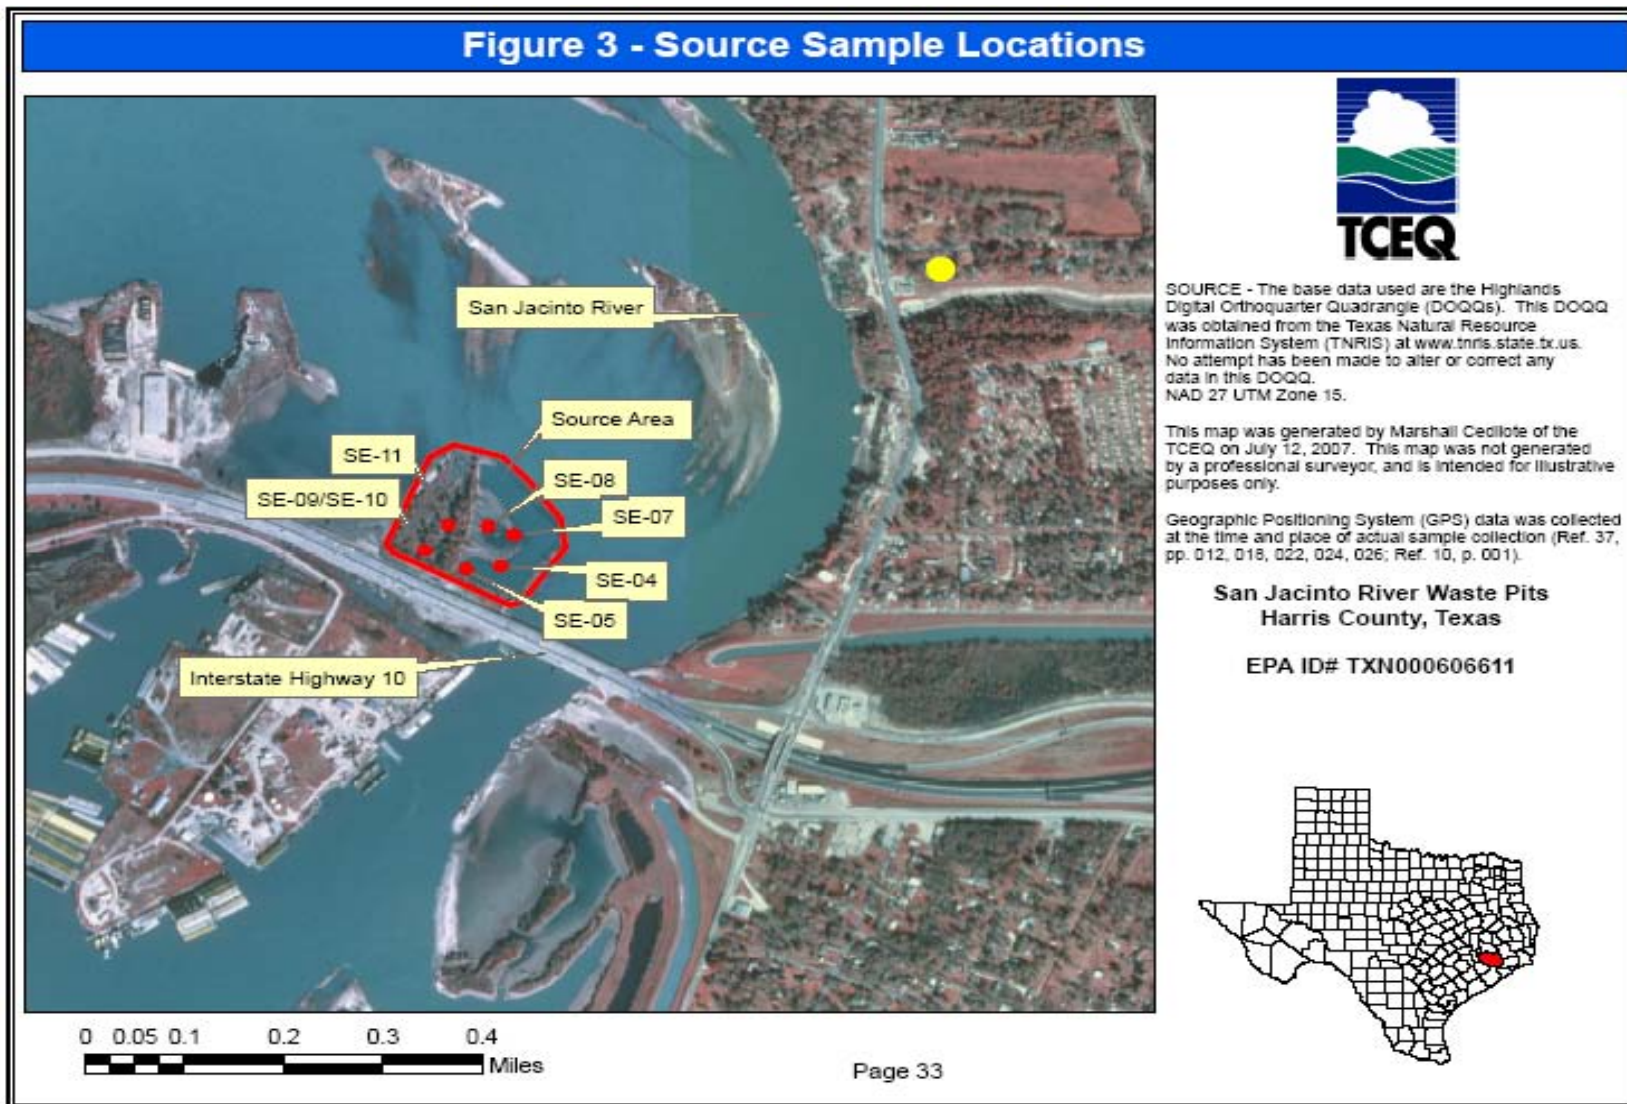 Figure 3 - Source Sample Locations
San Jacinto River
Source Area
SE-11
SE-08
SE-09/SE-10
SE-07
SE-04
SE-05
Interstate Highway 10
0 0.05 0.1 0.2 0.3 0.4
Miles
Page 33
TCEQ
SOURCE - The base data used are the Highlands
Digital Orthoquarter Quadrangle (DOQQs). This DOQQ
was obtained from the Texas Natural Resource
Information System (TNRIS) at www.tnris.state.tx.us.
No attempt has been made to alter or correct any
data in this DOQQ.
NAD 27 UTM Zone 15.
This map was generated by Marshall Cedilote of the
TCEQ on July 12, 2007. This map was not generated
by a professional surveyor, and is intended for illustrative
purposes only.
Geographic Positioning System (GPS) data was collected
at the time and place of actual sample collection (Ref. 37,
pp. 012, 018, 022, 024, 026; Ref. 10, p. 001).
San Jacinto River Waste Pits
Harris County, Texas
EPA ID# TXN000606611